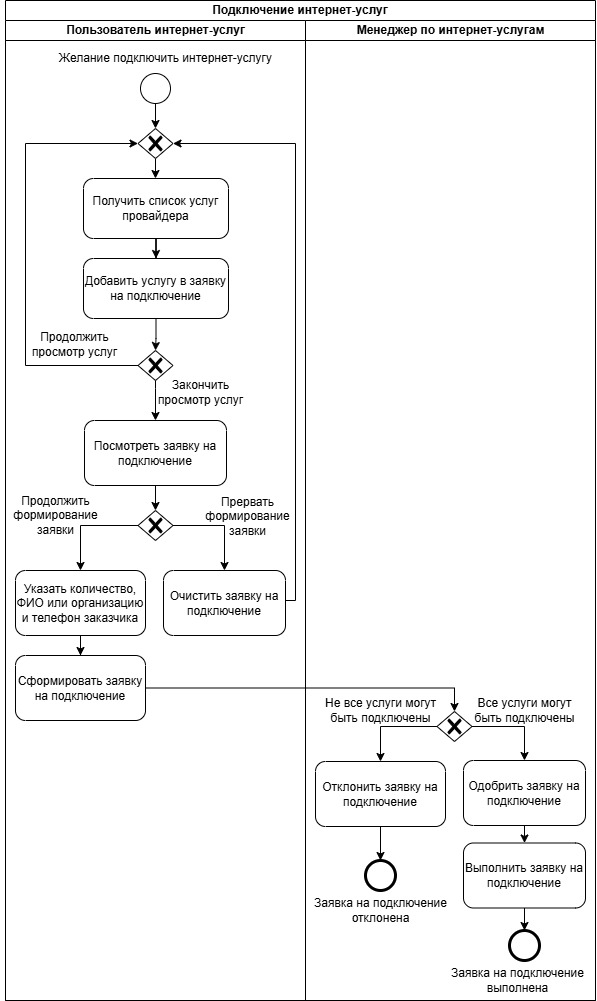 Подключение интернет-услуг
Пользователь интернет-услуг
Менеджер по интернет-услугам
Желание подключить интернет-услугу
Получить список услуг
провайдера
Добавить услугу в заявку
на подключение
Продолжить
просмотр услуг
Закончить
просмотр услуг
Посмотреть заявку на
подключение
Продолжить
формирование
заявки
Прервать
формирование
заявки
Указать количество,
ФИО или организацию
и телефон заказчика
Очистить заявку на
подключение
Сформировать заявку
на подключение
Не все услуги могут
быть подключены
Все услуги могут
быть подключены
Отклонить заявку на
подключение
Одобрить заявку на
подключение
Выполнить заявку на
подключение
Заявка на подключение
отклонена
Заявка на подключение
выполнена